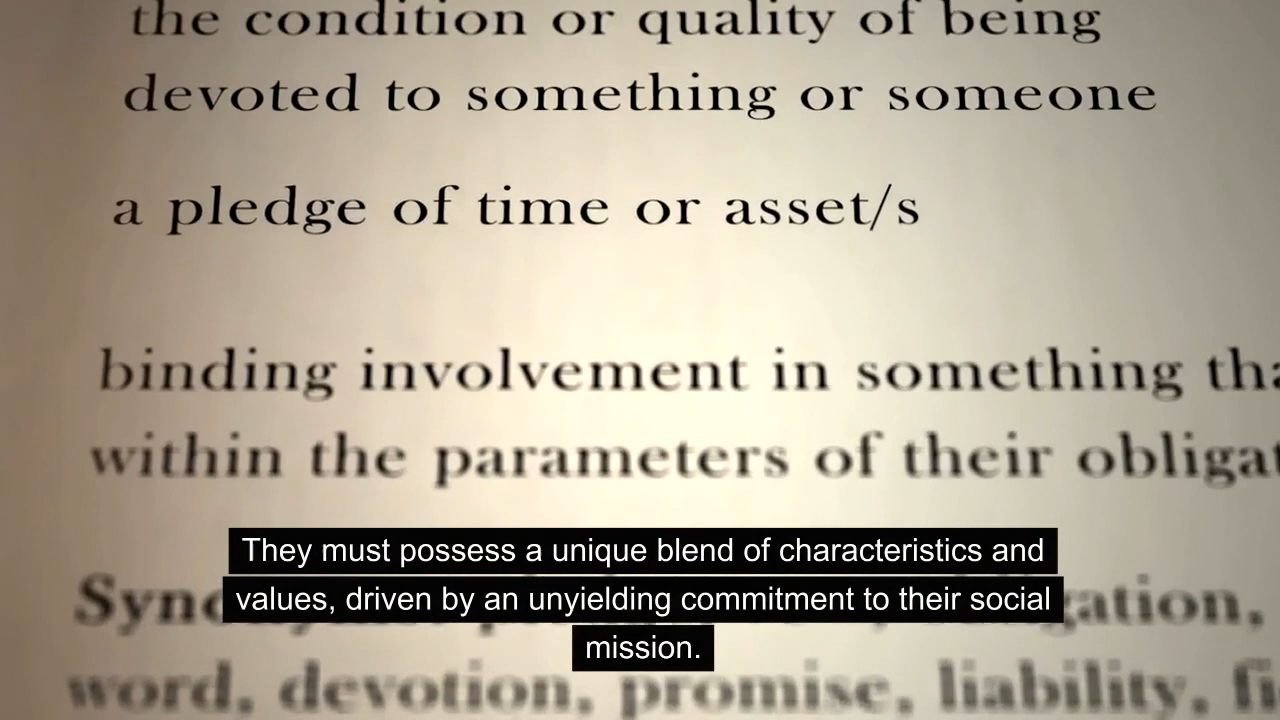 the condition or quality of being
devoted to something or someone
a pledge of time or asset/s
binding involvement in something
within the parameters of their
They must possess a unique blend of characteristics and
values, driven by an unyielding commitment to their social
mission.
word, devotion, promise, liability,